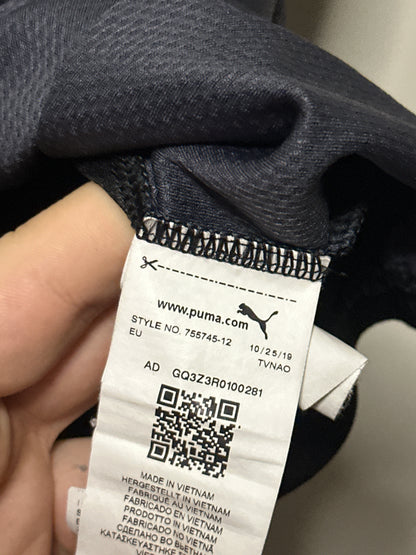 www.puma.com
STYLE NO. 755745-12 10/25/19
EU TVNAO
AD GQ3Z3R0100281
MADE IN VIETNAM
HERGESTELLT IN VIETNAM
FABRIQUÉ AU VIETNAM
FABRICADO EN VIETNAM
PRODOTTO IN VIETNAM
FABRICADO NO VIETNAM
СДЕЛАНО ВО ВЬЕТНАМ